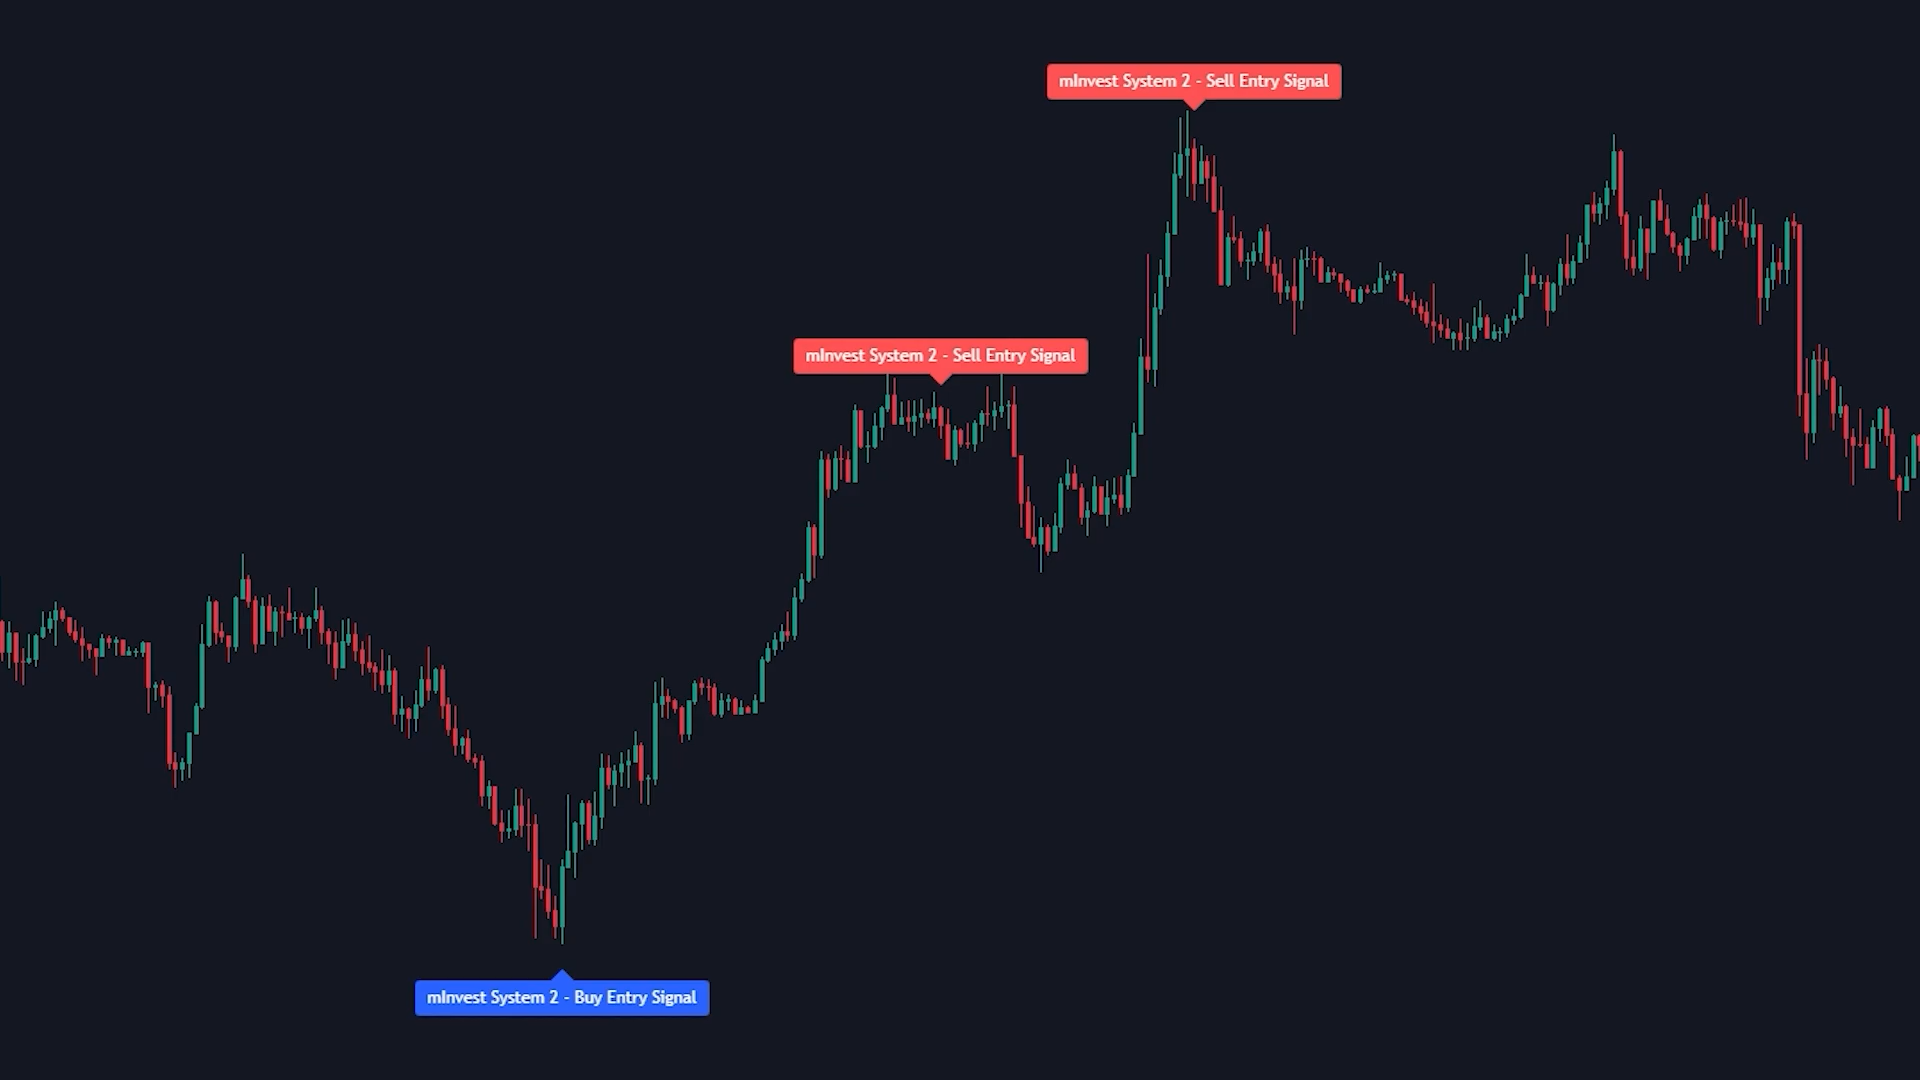 mInvest System 2 - Sell Entry Signal
mInvest System 2 - Sell Entry Signal
mInvest System 2 - Buy Entry Signal